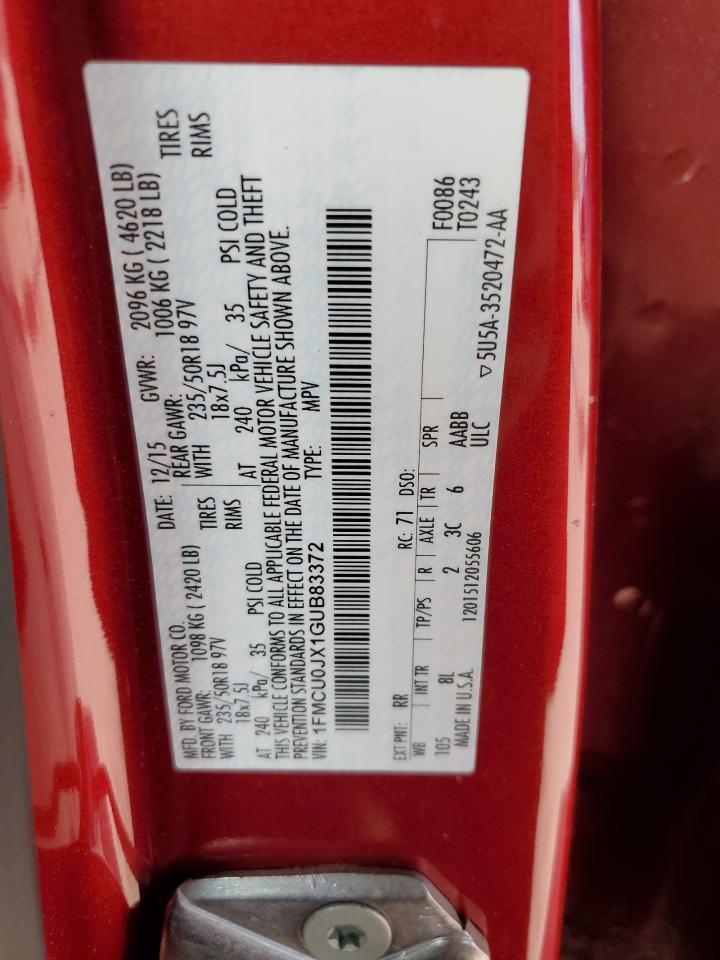 MFD. BY FORD MOTOR CO.
DATE: 12/15 GVWR: 2096 KG ( 4620 LB)
FRONT GAWR: 1098 KG ( 2420 LB) REAR GAWR: 1006 KG ( 2218 LB)
WITH 235/50R18 97V TIRES WITH 235/50R18 97V TIRES
18x7.5J RIMS 18x7.5J RIMS
AT 240 kPa/ 35 PSI COLD AT 240 kPa/ 35 PSI COLD
THIS VEHICLE CONFORMS TO ALL APPLICABLE FEDERAL MOTOR VEHICLE SAFETY AND THEFT
PREVENTION STANDARDS IN EFFECT ON THE DATE OF MANUFACTURE SHOWN ABOVE.
VIN: 1FMCU0JX1GUB83372 TYPE: MPV
F0086
T0243
EXT PNT: RR RC: 71 DSO:
WB INT TR TP/PS R AXLE TR SPR
105 8L 2 3C 6 AABB
MADE IN U.S.A. 1201512055606 ULC
▽5U5A-3520472-AA